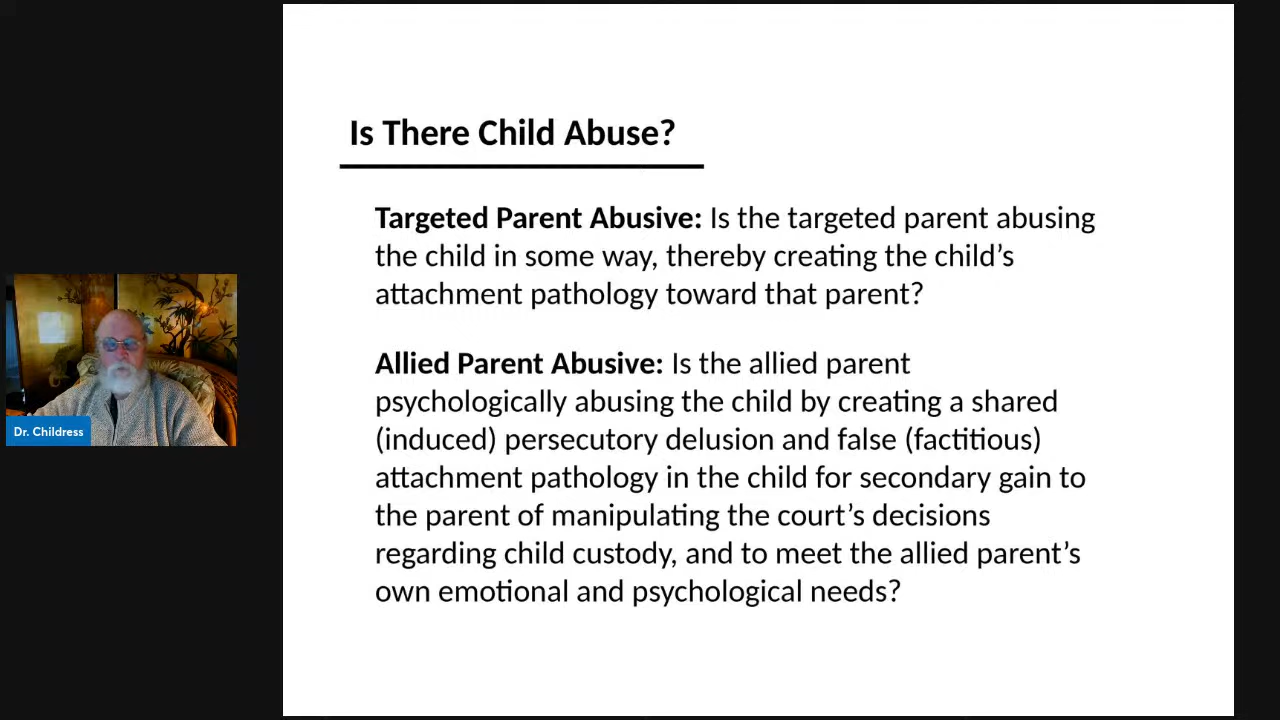 Is There Child Abuse?
Targeted Parent Abusive: Is the targeted parent abusing
the child in some way, thereby creating the child’s
attachment pathology toward that parent?
Allied Parent Abusive: Is the allied parent
psychologically abusing the child by creating a shared
(induced) persecutory delusion and false (factitious)
attachment pathology in the child for secondary gain to
the parent of manipulating the court’s decisions
regarding child custody, and to meet the allied parent’s
own emotional and psychological needs?
Dr. Childress